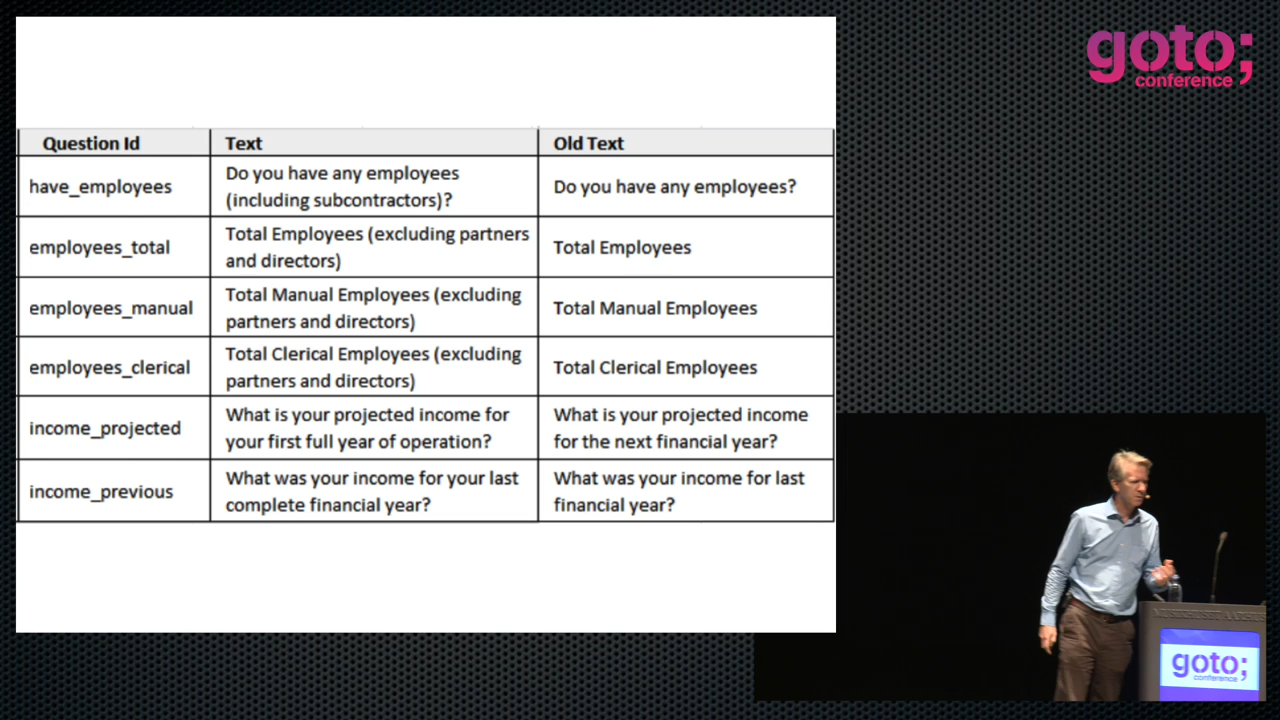 goto;
conference
Question Id Text Old Text
have_employees
Do you have any employees
(including subcontractors)?
Do you have any employees?
employees_total
Total Employees (excluding partners
and directors)
Total Employees
employees_manual
Total Manual Employees (excluding
partners and directors)
Total Manual Employees
employees_clerical
Total Clerical Employees (excluding
partners and directors)
Total Clerical Employees
income_projected
What is your projected income for
your first full year of operation?
What is your projected income
for the next financial year?
income_previous
What was your income for your last
complete financial year?
What was your income for last
financial year?
goto;
conference